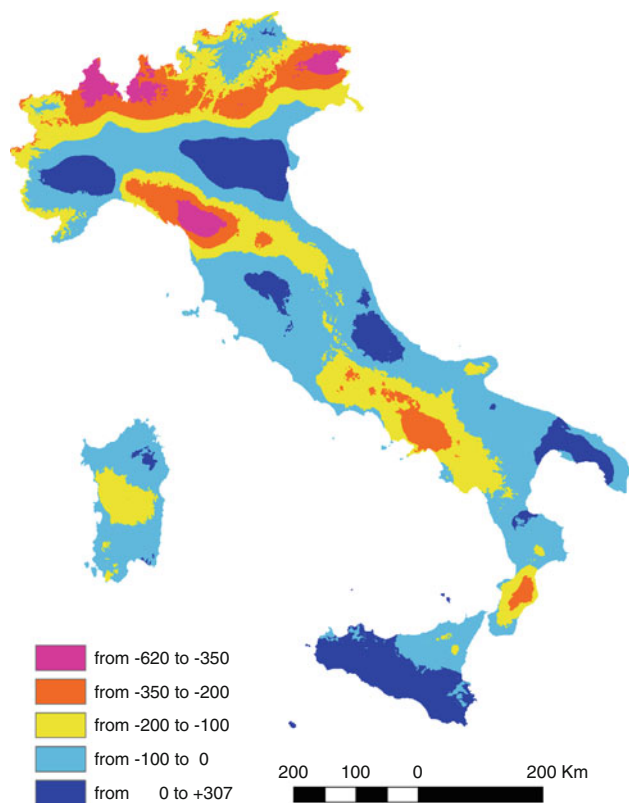 from -620 to -350
from -350 to -200
from -200 to -100
from -100 to 0
from 0 to +307
200 100 0 200 Km